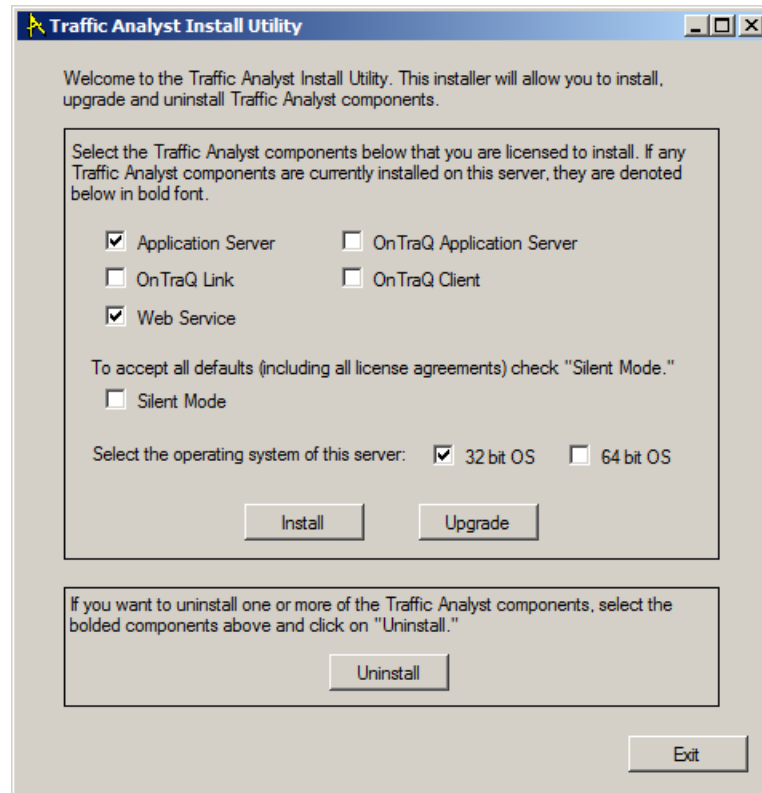 Traffic Analyst Install Utility
Welcome to the Traffic Analyst Install Utility. This installer will allow you to install,
upgrade and uninstall Traffic Analyst components.
Select the Traffic Analyst components below that you are licensed to install. If any
Traffic Analyst components are currently installed on this server, they are denoted
below in bold font.
Application Server OnTraQ Application Server
OnTraQ Link OnTraQ Client
Web Service
To accept all defaults (including all license agreements) check "Silent Mode."
Silent Mode
Select the operating system of this server: 32 bit OS 64 bit OS
Install Upgrade
If you want to uninstall one or more of the Traffic Analyst components, select the
bolded components above and click on "Uninstall."
Uninstall
Exit